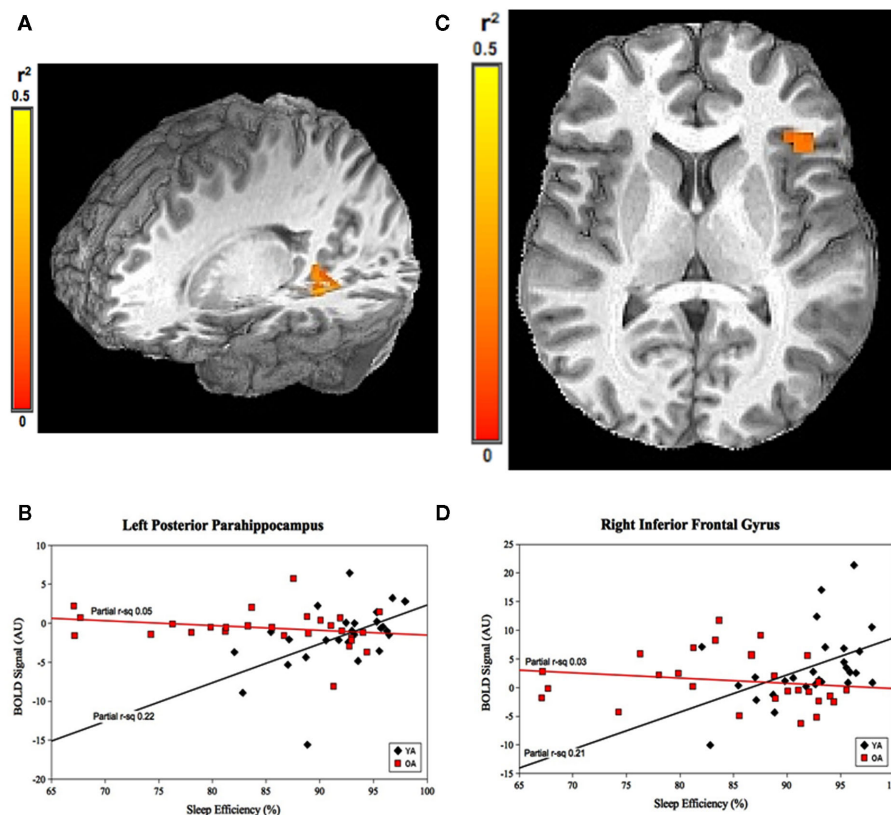 A
r2
0.5
0
C
r2
0.5
0
B
Left Posterior Parahippocampus
BOLD Signal (AU)
10
5
0
-5
-10
-15
-20
Partial r-sq 0.05
Partial r-sq 0.22
YA
OA
65 70 75 80 85 90 95 100
Sleep Efficiency (%)
D
Right Inferior Frontal Gyrus
BOLD Signal (AU)
25
20
15
10
5
0
-5
-10
-15
Partial r-sq 0.03
Partial r-sq 0.21
YA
OA
65 70 75 80 85 90 95
Sleep Efficiency (%)